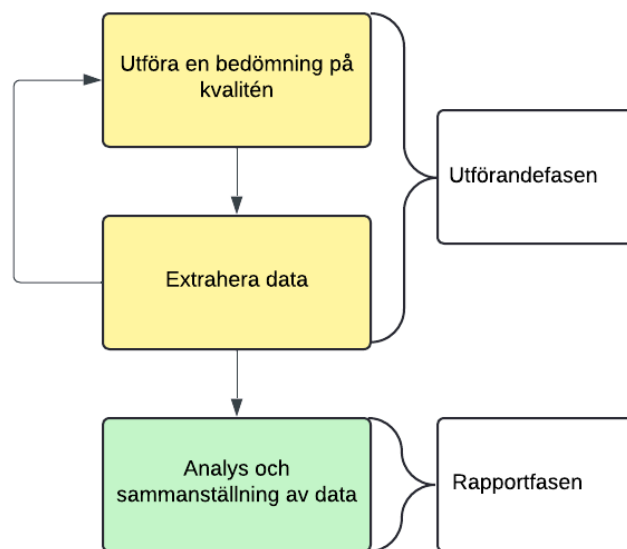 Utföra en bedömning på
kvalitén
Utförandefasen
Extrahera data
Analys och
sammanställning av data
Rapportfasen